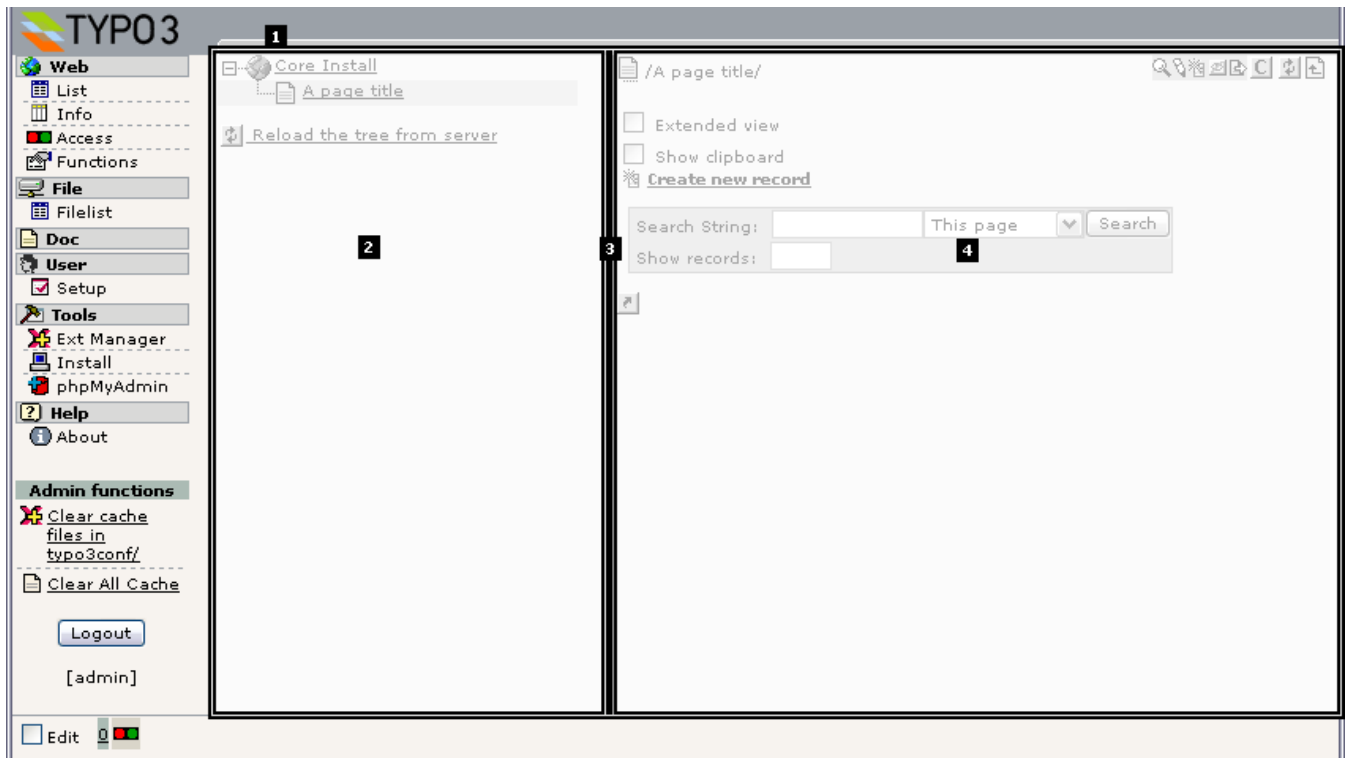 TYPO3
1
Web
List
Info
Access
Functions
File
Filelist
Doc
User
Setup
Tools
Ext Manager
Install
phpMyAdmin
Help
About
Admin functions
Clear cache
files in
typo3conf/
Clear All Cache
Logout
[admin]
Edit 0
Core Install
A page title
Reload the tree from server
2
3
/A page title/
C
Extended view
Show clipboard
Create new record
Search String: This page Search
Show records:
4